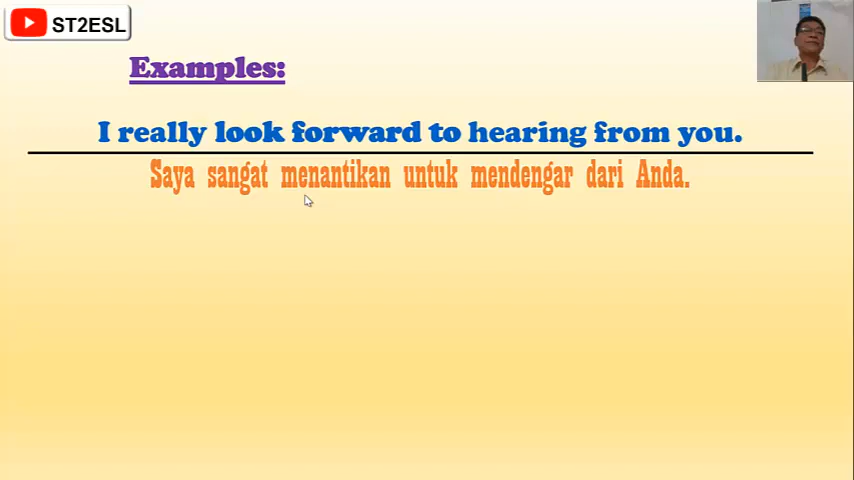 ST2ESL
Examples:
I really look forward to hearing from you.
Saya sangat menantikan untuk mendengar dari Anda.